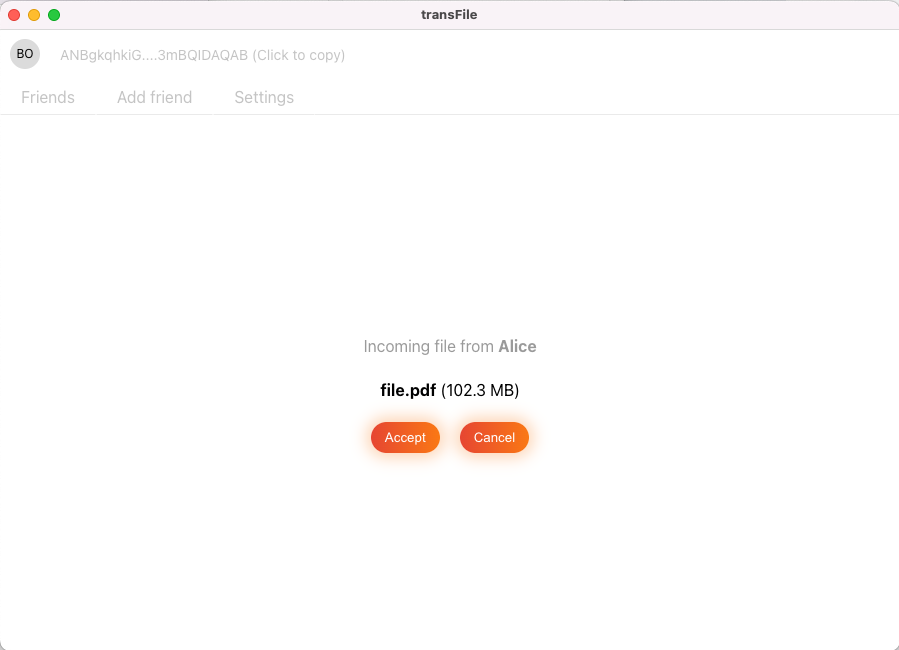 transFile
BO
ANBgkqhkiG....3mBQIDAQAB (Click to copy)
Friends Add friend Settings
Incoming file from Alice
file.pdf (102.3 MB)
Accept Cancel